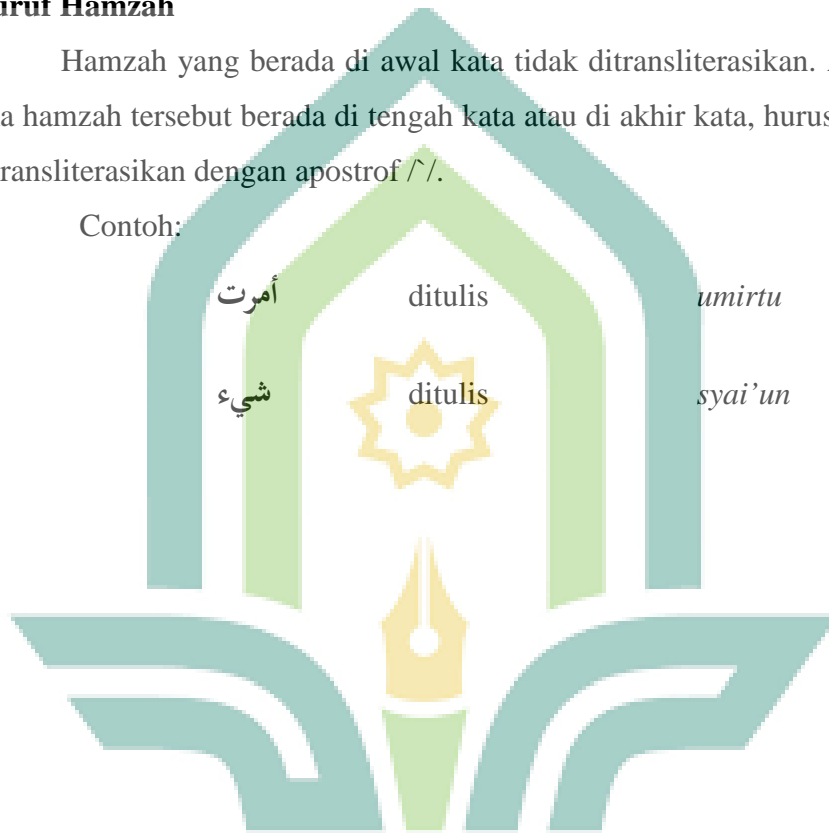 uruf Hamzah
Hamzah yang berada di awal kata tidak ditransliterasikan.
a hamzah tersebut berada di tengah kata atau di akhir kata, hurus
ransliterasikan dengan apostrof /`/.
Contoh:
أمرت ditulis umirtu
شيء ditulis syai’un